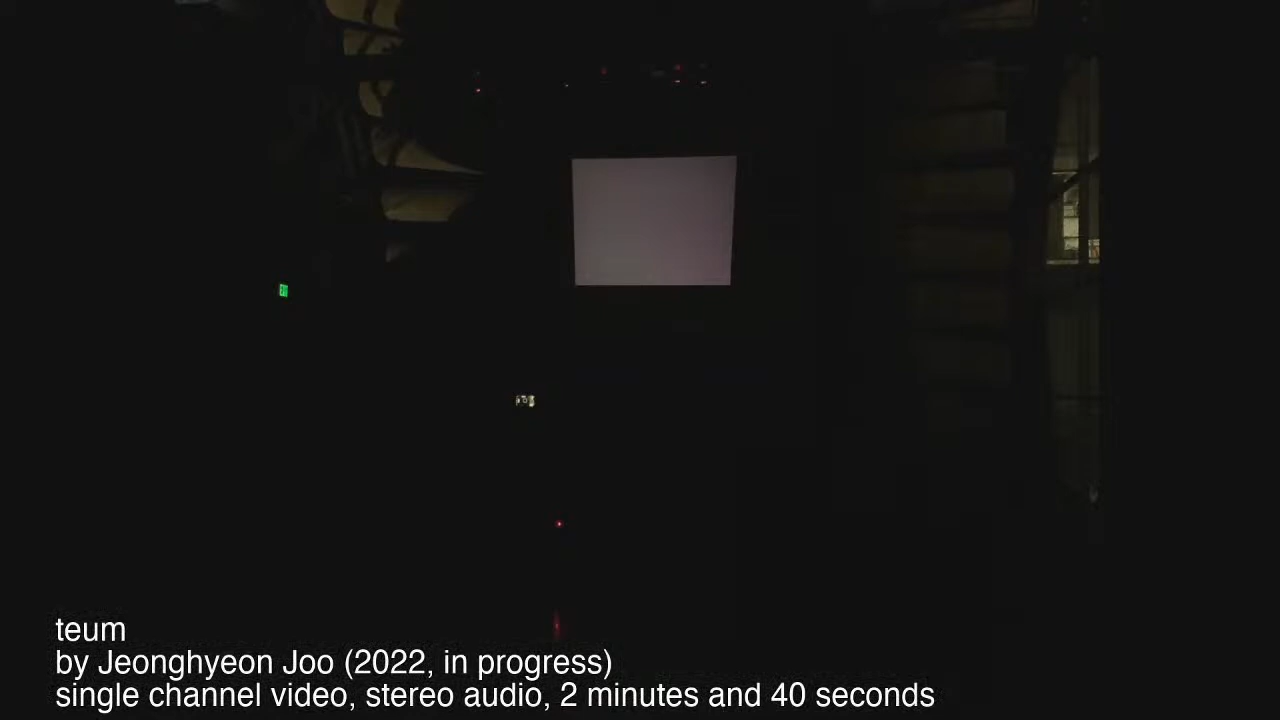 teum
by Jeonghyeon Joo (2022, in progress)
single channel video, stereo audio, 2 minutes and 40 seconds